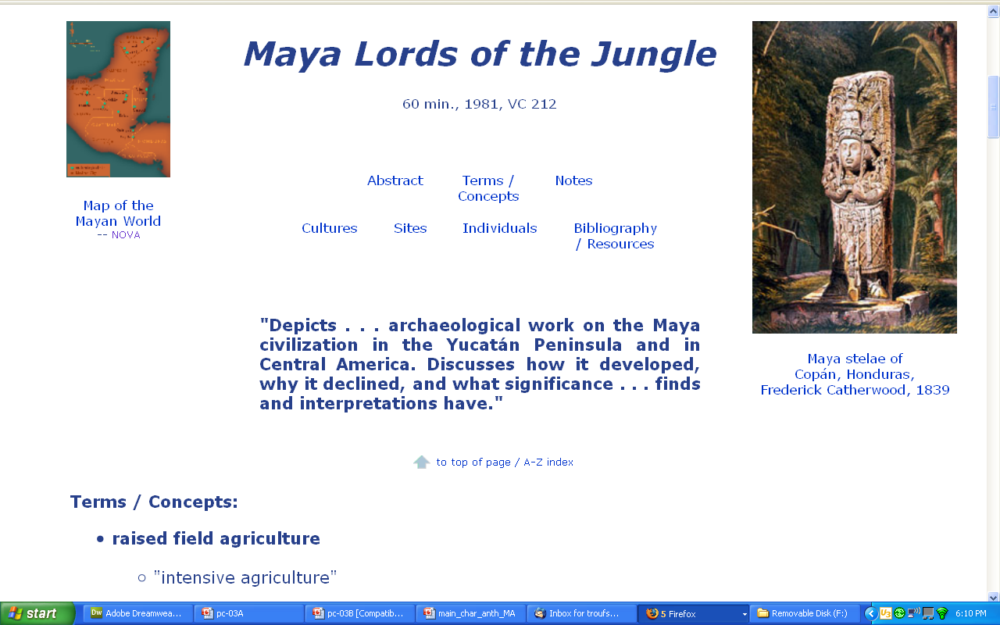 Maya Lords of the Jungle
60 min., 1981, VC 212
Map of the
Mayan World
-- NOVA
Abstract
Terms /
Concepts
Notes
Cultures
Sites
Individuals
Bibliography
/ Resources
"Depicts . . . archaeological work on the Maya
civilization in the Yucatán Peninsula and in
Central America. Discusses how it developed,
why it declined, and what significance . . . finds
and interpretations have."
Maya stelae of
Copán, Honduras,
Frederick Catherwood, 1839
to top of page / A-Z index
Terms / Concepts:
• raised field agriculture
○ "intensive agriculture"
start
Adobe Dreamwea...
pc-03A
pc-03B [Compatib...
main_char_anth_MA
Inbox for troufs...
5 Firefox
Removable Disk (F:)
6:10 PM